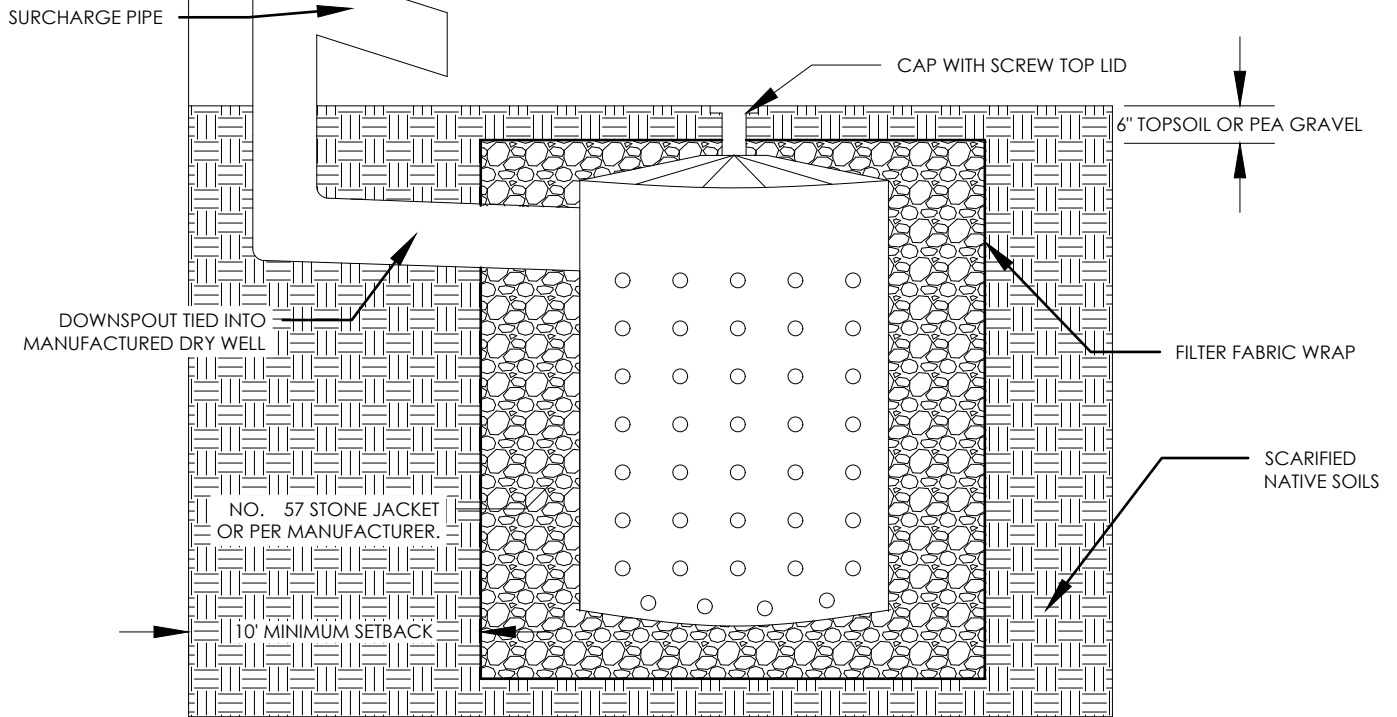 SURCHARGE PIPE
CAP WITH SCREW TOP LID
6" TOPSOIL OR PEA GRAVEL
DOWNSPOUT TIED INTO
MANUFACTURED DRY WELL
FILTER FABRIC WRAP
SCARIFIED
NATIVE SOILS
NO. 57 STONE JACKET
OR PER MANUFACTURER.
10' MINIMUM SETBACK